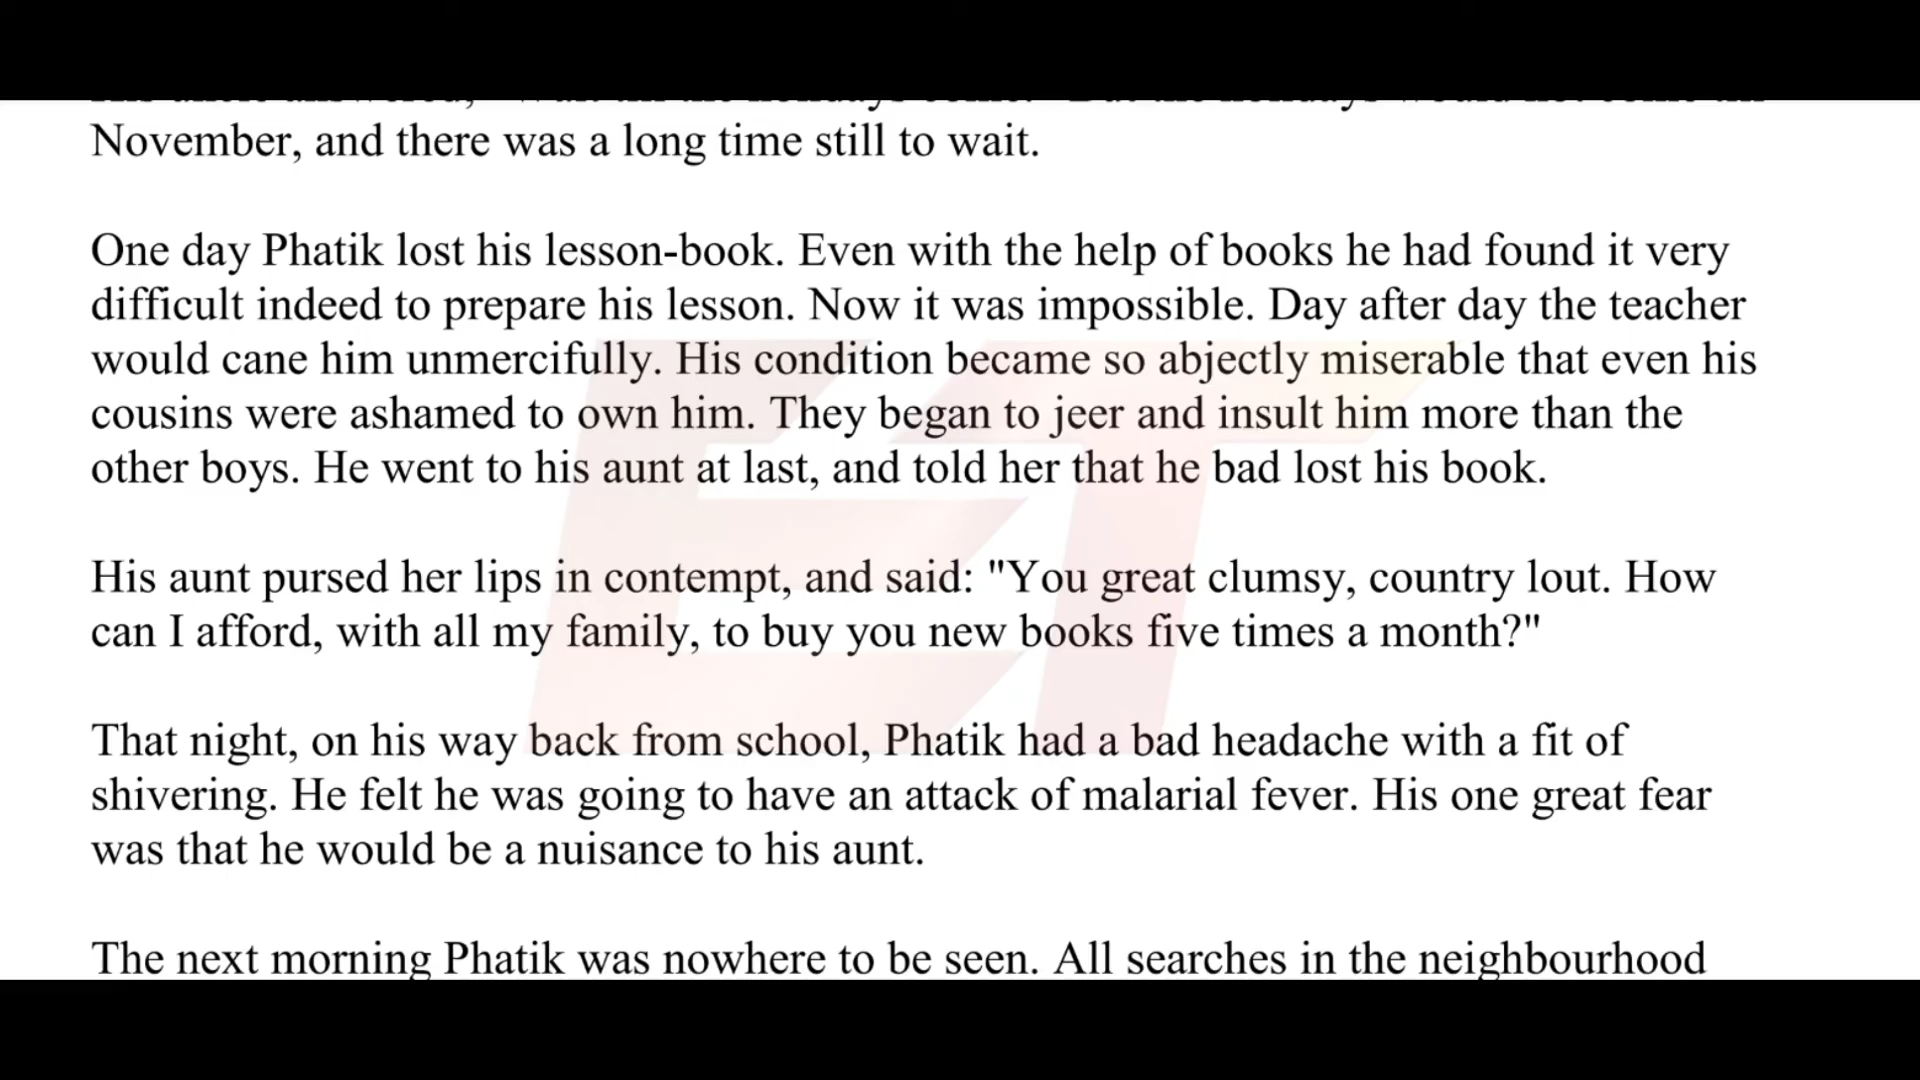 November, and there was a long time still to wait.
One day Phatik lost his lesson-book. Even with the help of books he had found it very
difficult indeed to prepare his lesson. Now it was impossible. Day after day the teacher
would cane him unmercifully. His condition became so abjectly miserable that even his
cousins were ashamed to own him. They began to jeer and insult him more than the
other boys. He went to his aunt at last, and told her that he bad lost his book.
His aunt pursed her lips in contempt, and said: "You great clumsy, country lout. How
can I afford, with all my family, to buy you new books five times a month?"
That night, on his way back from school, Phatik had a bad headache with a fit of
shivering. He felt he was going to have an attack of malarial fever. His one great fear
was that he would be a nuisance to his aunt.
The next morning Phatik was nowhere to be seen. All searches in the neighbourhood
ET